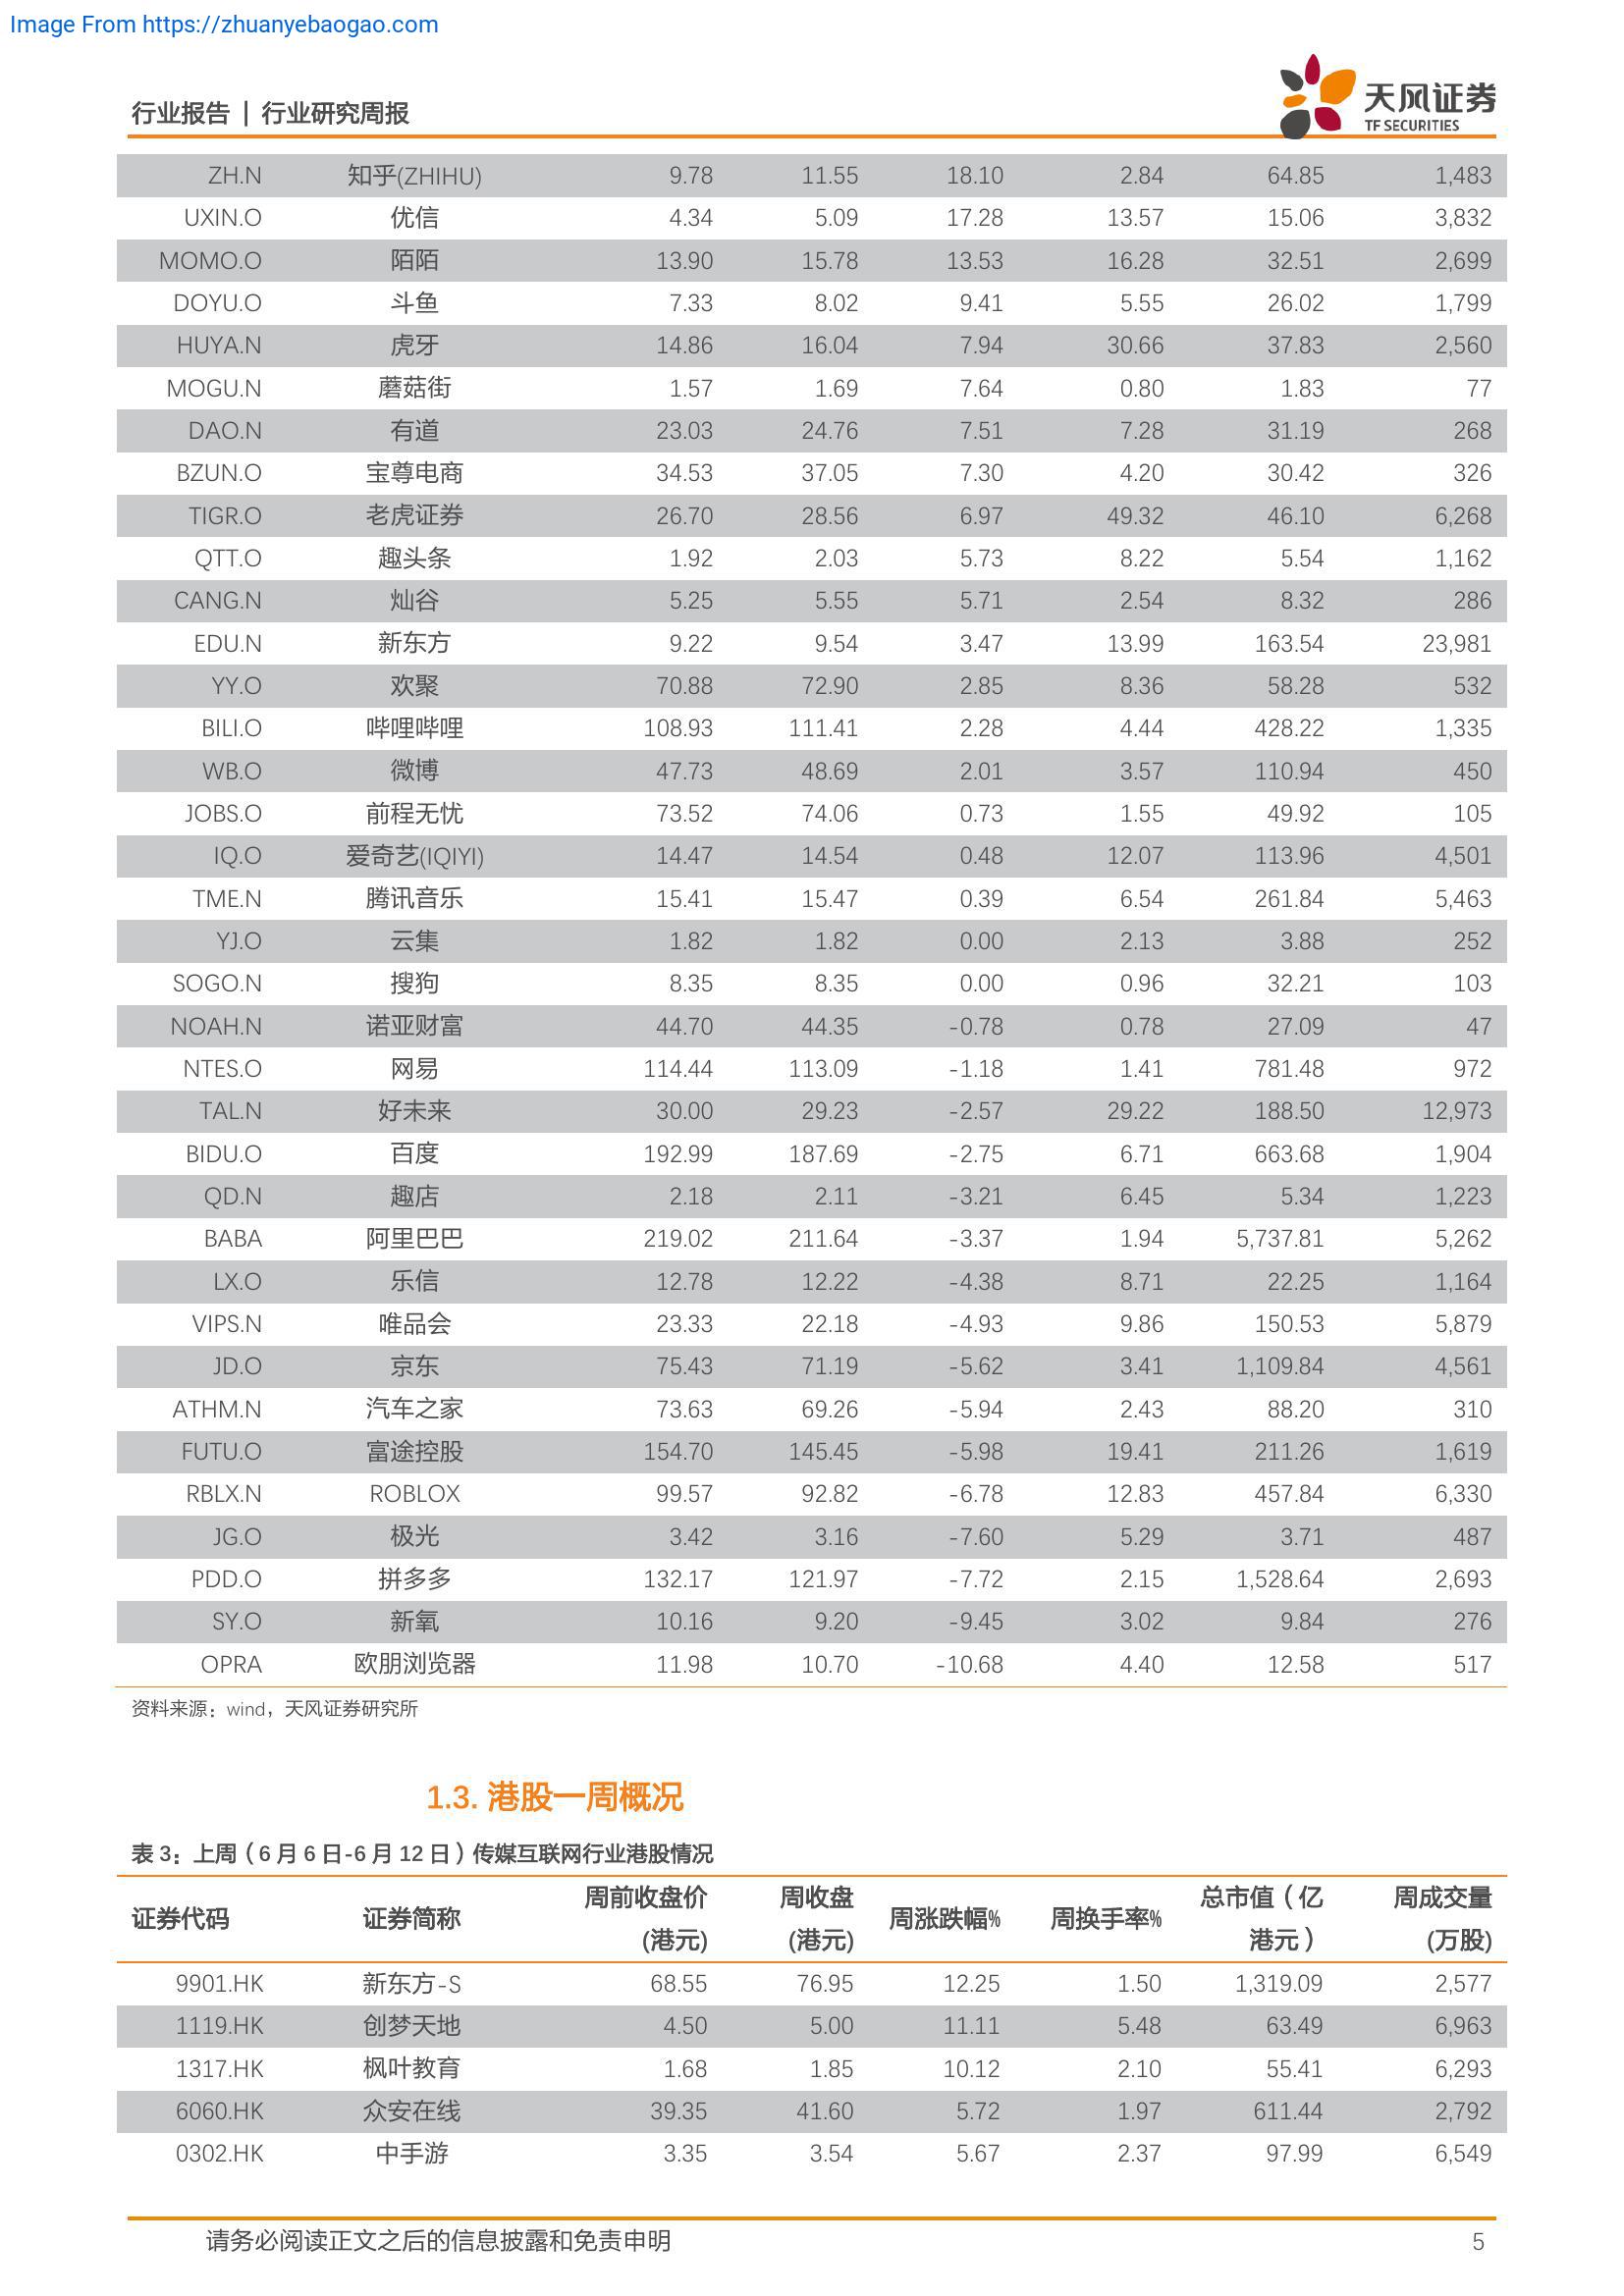 Image From https://zhuanyebaogao.com
行业报告 | 行业研究周报
天风证券
TF SECURITIES
ZH.N 知乎(ZHIHU) 9.78 11.55 18.10 2.84 64.85 1,483
UXIN.O 优信 4.34 5.09 17.28 13.57 15.06 3,832
MOMO.O 陌陌 13.90 15.78 13.53 16.28 32.51 2,699
DOYU.O 斗鱼 7.33 8.02 9.41 5.55 26.02 1,799
HUYA.N 虎牙 14.86 16.04 7.94 30.66 37.83 2,560
MOGU.N 蘑菇街 1.57 1.69 7.64 0.80 1.83 77
DAO.N 有道 23.03 24.76 7.51 7.28 31.19 268
BZUN.O 宝尊电商 34.53 37.05 7.30 4.20 30.42 326
TIGR.O 老虎证券 26.70 28.56 6.97 49.32 46.10 6,268
QTT.O 趣头条 1.92 2.03 5.73 8.22 5.54 1,162
CANG.N 灿谷 5.25 5.55 5.71 2.54 8.32 286
EDU.N 新东方 9.22 9.54 3.47 13.99 163.54 23,981
YY.O 欢聚 70.88 72.90 2.85 8.36 58.28 532
BILI.O 哔哩哔哩 108.93 111.41 2.28 4.44 428.22 1,335
WB.O 微博 47.73 48.69 2.01 3.57 110.94 450
JOBS.O 前程无忧 73.52 74.06 0.73 1.55 49.92 105
IQ.O 爱奇艺(IQIYI) 14.47 14.54 0.48 12.07 113.96 4,501
TME.N 腾讯音乐 15.41 15.47 0.39 6.54 261.84 5,463
YJ.O 云集 1.82 1.82 0.00 2.13 3.88 252
SOGO.N 搜狗 8.35 8.35 0.00 0.96 32.21 103
NOAH.N 诺亚财富 44.70 44.35 -0.78 0.78 27.09 47
NTES.O 网易 114.44 113.09 -1.18 1.41 781.48 972
TAL.N 好未来 30.00 29.23 -2.57 29.22 188.50 12,973
BIDU.O 百度 192.99 187.69 -2.75 6.71 663.68 1,904
QD.N 趣店 2.18 2.11 -3.21 6.45 5.34 1,223
BABA 阿里巴巴 219.02 211.64 -3.37 1.94 5,737.81 5,262
LX.O 乐信 12.78 12.22 -4.38 8.71 22.25 1,164
VIPS.N 唯品会 23.33 22.18 -4.93 9.86 150.53 5,879
JD.O 京东 75.43 71.19 -5.62 3.41 1,109.84 4,561
ATHM.N 汽车之家 73.63 69.26 -5.94 2.43 88.20 310
FUTU.O 富途控股 154.70 145.45 -5.98 19.41 211.26 1,619
RBLX.N ROBLOX 99.57 92.82 -6.78 12.83 457.84 6,330
JG.O 极光 3.42 3.16 -7.60 5.29 3.71 487
PDD.O 拼多多 132.17 121.97 -7.72 2.15 1,528.64 2,693
SY.O 新氧 10.16 9.20 -9.45 3.02 9.84 276
OPRA 欧朋浏览器 11.98 10.70 -10.68 4.40 12.58 517
资料来源：wind，天风证券研究所
1.3. 港股一周概况
表 3：上周（6 月 6 日-6 月 12 日）传媒互联网行业港股情况
证券代码 证券简称 周前收盘价(港元) 周收盘(港元) 周涨跌幅% 周换手率% 总市值（亿港元） 周成交量(万股)
9901.HK 新东方-S 68.55 76.95 12.25 1.50 1,319.09 2,577
1119.HK 创梦天地 4.50 5.00 11.11 5.48 63.49 6,963
1317.HK 枫叶教育 1.68 1.85 10.12 2.10 55.41 6,293
6060.HK 众安在线 39.35 41.60 5.72 1.97 611.44 2,792
0302.HK 中手游 3.35 3.54 5.67 2.37 97.99 6,549
请务必阅读正文之后的信息披露和免责申明 5